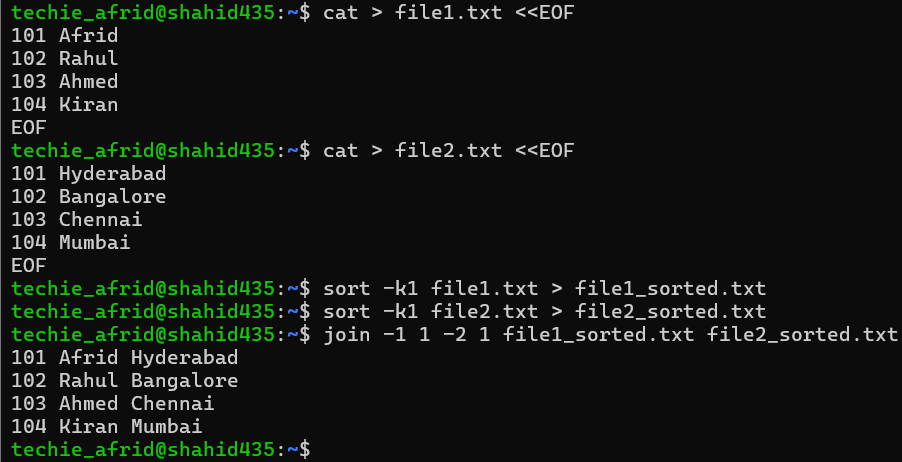 techie_afrid@shahid435:~$ cat > file1.txt <<EOF
101 Afrid
102 Rahul
103 Ahmed
104 Kiran
EOF
techie_afrid@shahid435:~$ cat > file2.txt <<EOF
101 Hyderabad
102 Bangalore
103 Chennai
104 Mumbai
EOF
techie_afrid@shahid435:~$ sort -k1 file1.txt > file1_sorted.txt
techie_afrid@shahid435:~$ sort -k1 file2.txt > file2_sorted.txt
techie_afrid@shahid435:~$ join -1 1 -2 1 file1_sorted.txt file2_sorted.txt
101 Afrid Hyderabad
102 Rahul Bangalore
103 Ahmed Chennai
104 Kiran Mumbai
techie_afrid@shahid435:~$